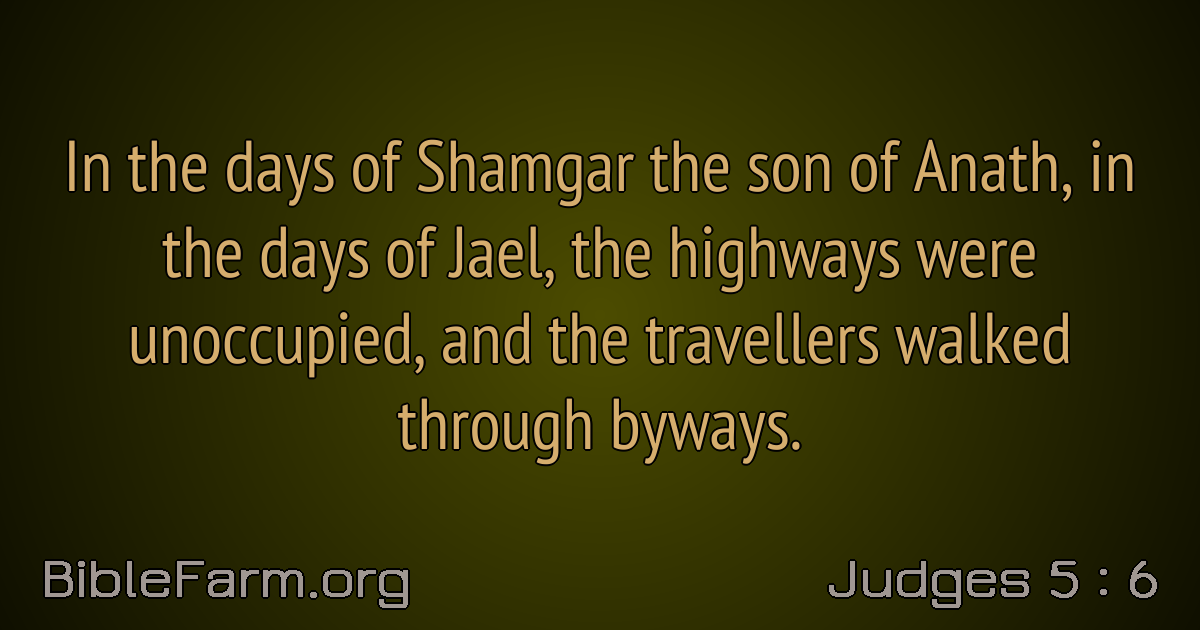 In the days of Shamgar the son of Anath, in
the days of Jael, the highways were
unoccupied, and the travellers walked
through byways.
BibleFarm.org
Judges 5 : 6